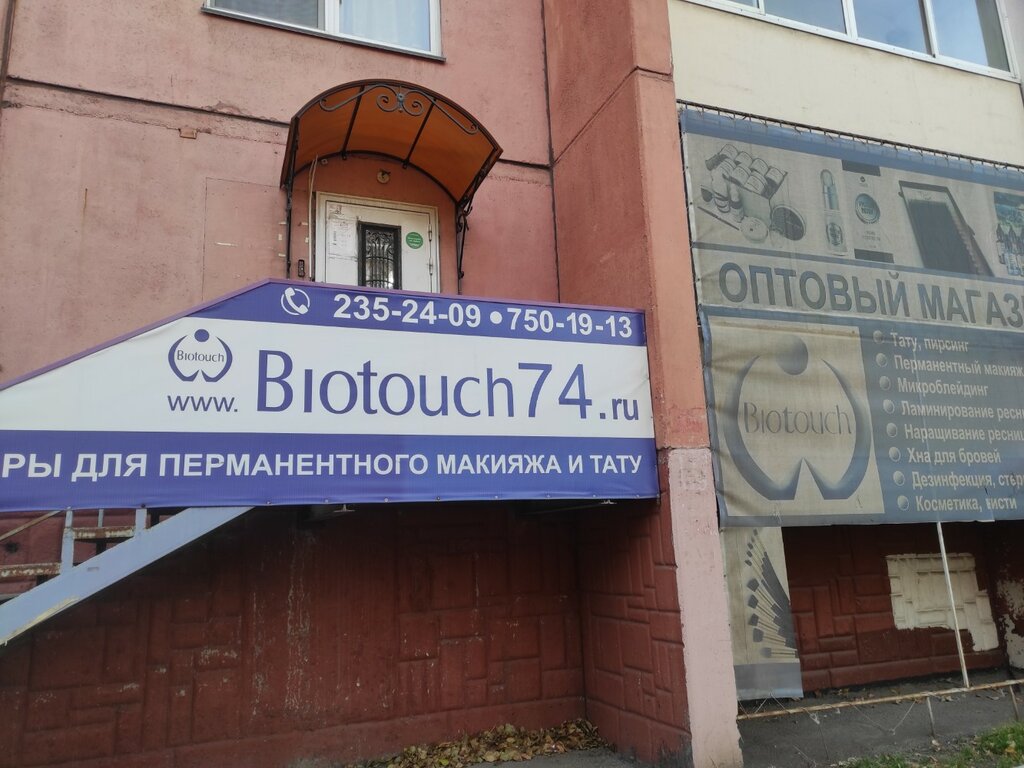 235-24-09 • 750-19-13
Biotouch
www. Biotouch74.ru
РЫ ДЛЯ ПЕРМАНЕНТНОГО МАКИЯЖА И ТАТУ
ОПТОВЫЙ МАГАЗ
Biotouch
Тату, пирсинг
Перманентный макияж,
Микроблейдинг
Ламинирование ресни
Наращивание ресниц
Хна для бровей
Дезинфекция, стер
Косметика, кисти